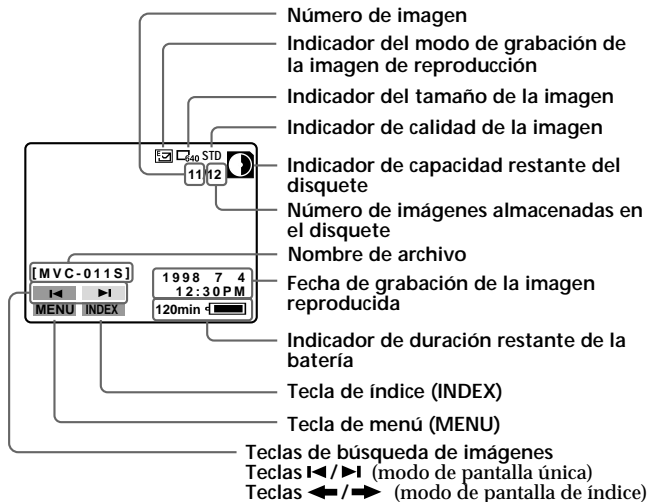 Número de imagen
Indicador del modo de grabación de
la imagen de reproducción
Indicador del tamaño de la imagen
Indicador de calidad de la imagen
640 STD
11/12
Indicador de capacidad restante del
disquete
Número de imágenes almacenadas en
el disquete
Nombre de archivo
[MVC-011S]
1998 7 4
12:30PM
Fecha de grabación de la imagen
reproducida
MENU INDEX
120min
Indicador de duración restante de la
batería
Tecla de índice (INDEX)
Tecla de menú (MENU)
Teclas de búsqueda de imágenes
Teclas I◄/►I (modo de pantalla única)
Teclas ←/→ (modo de pantalla de índice)